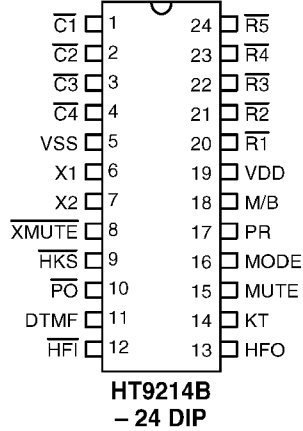 C1 1 24 R5
C2 2 23 R4
C3 3 22 R3
C4 4 21 R2
VSS 5 20 R1
X1 6 19 VDD
X2 7 18 M/B
XMUTE 8 17 PR
HKS 9 16 MODE
PO 10 15 MUTE
DTMF 11 14 KT
HFI 12 13 HFO
HT9214B
– 24 DIP